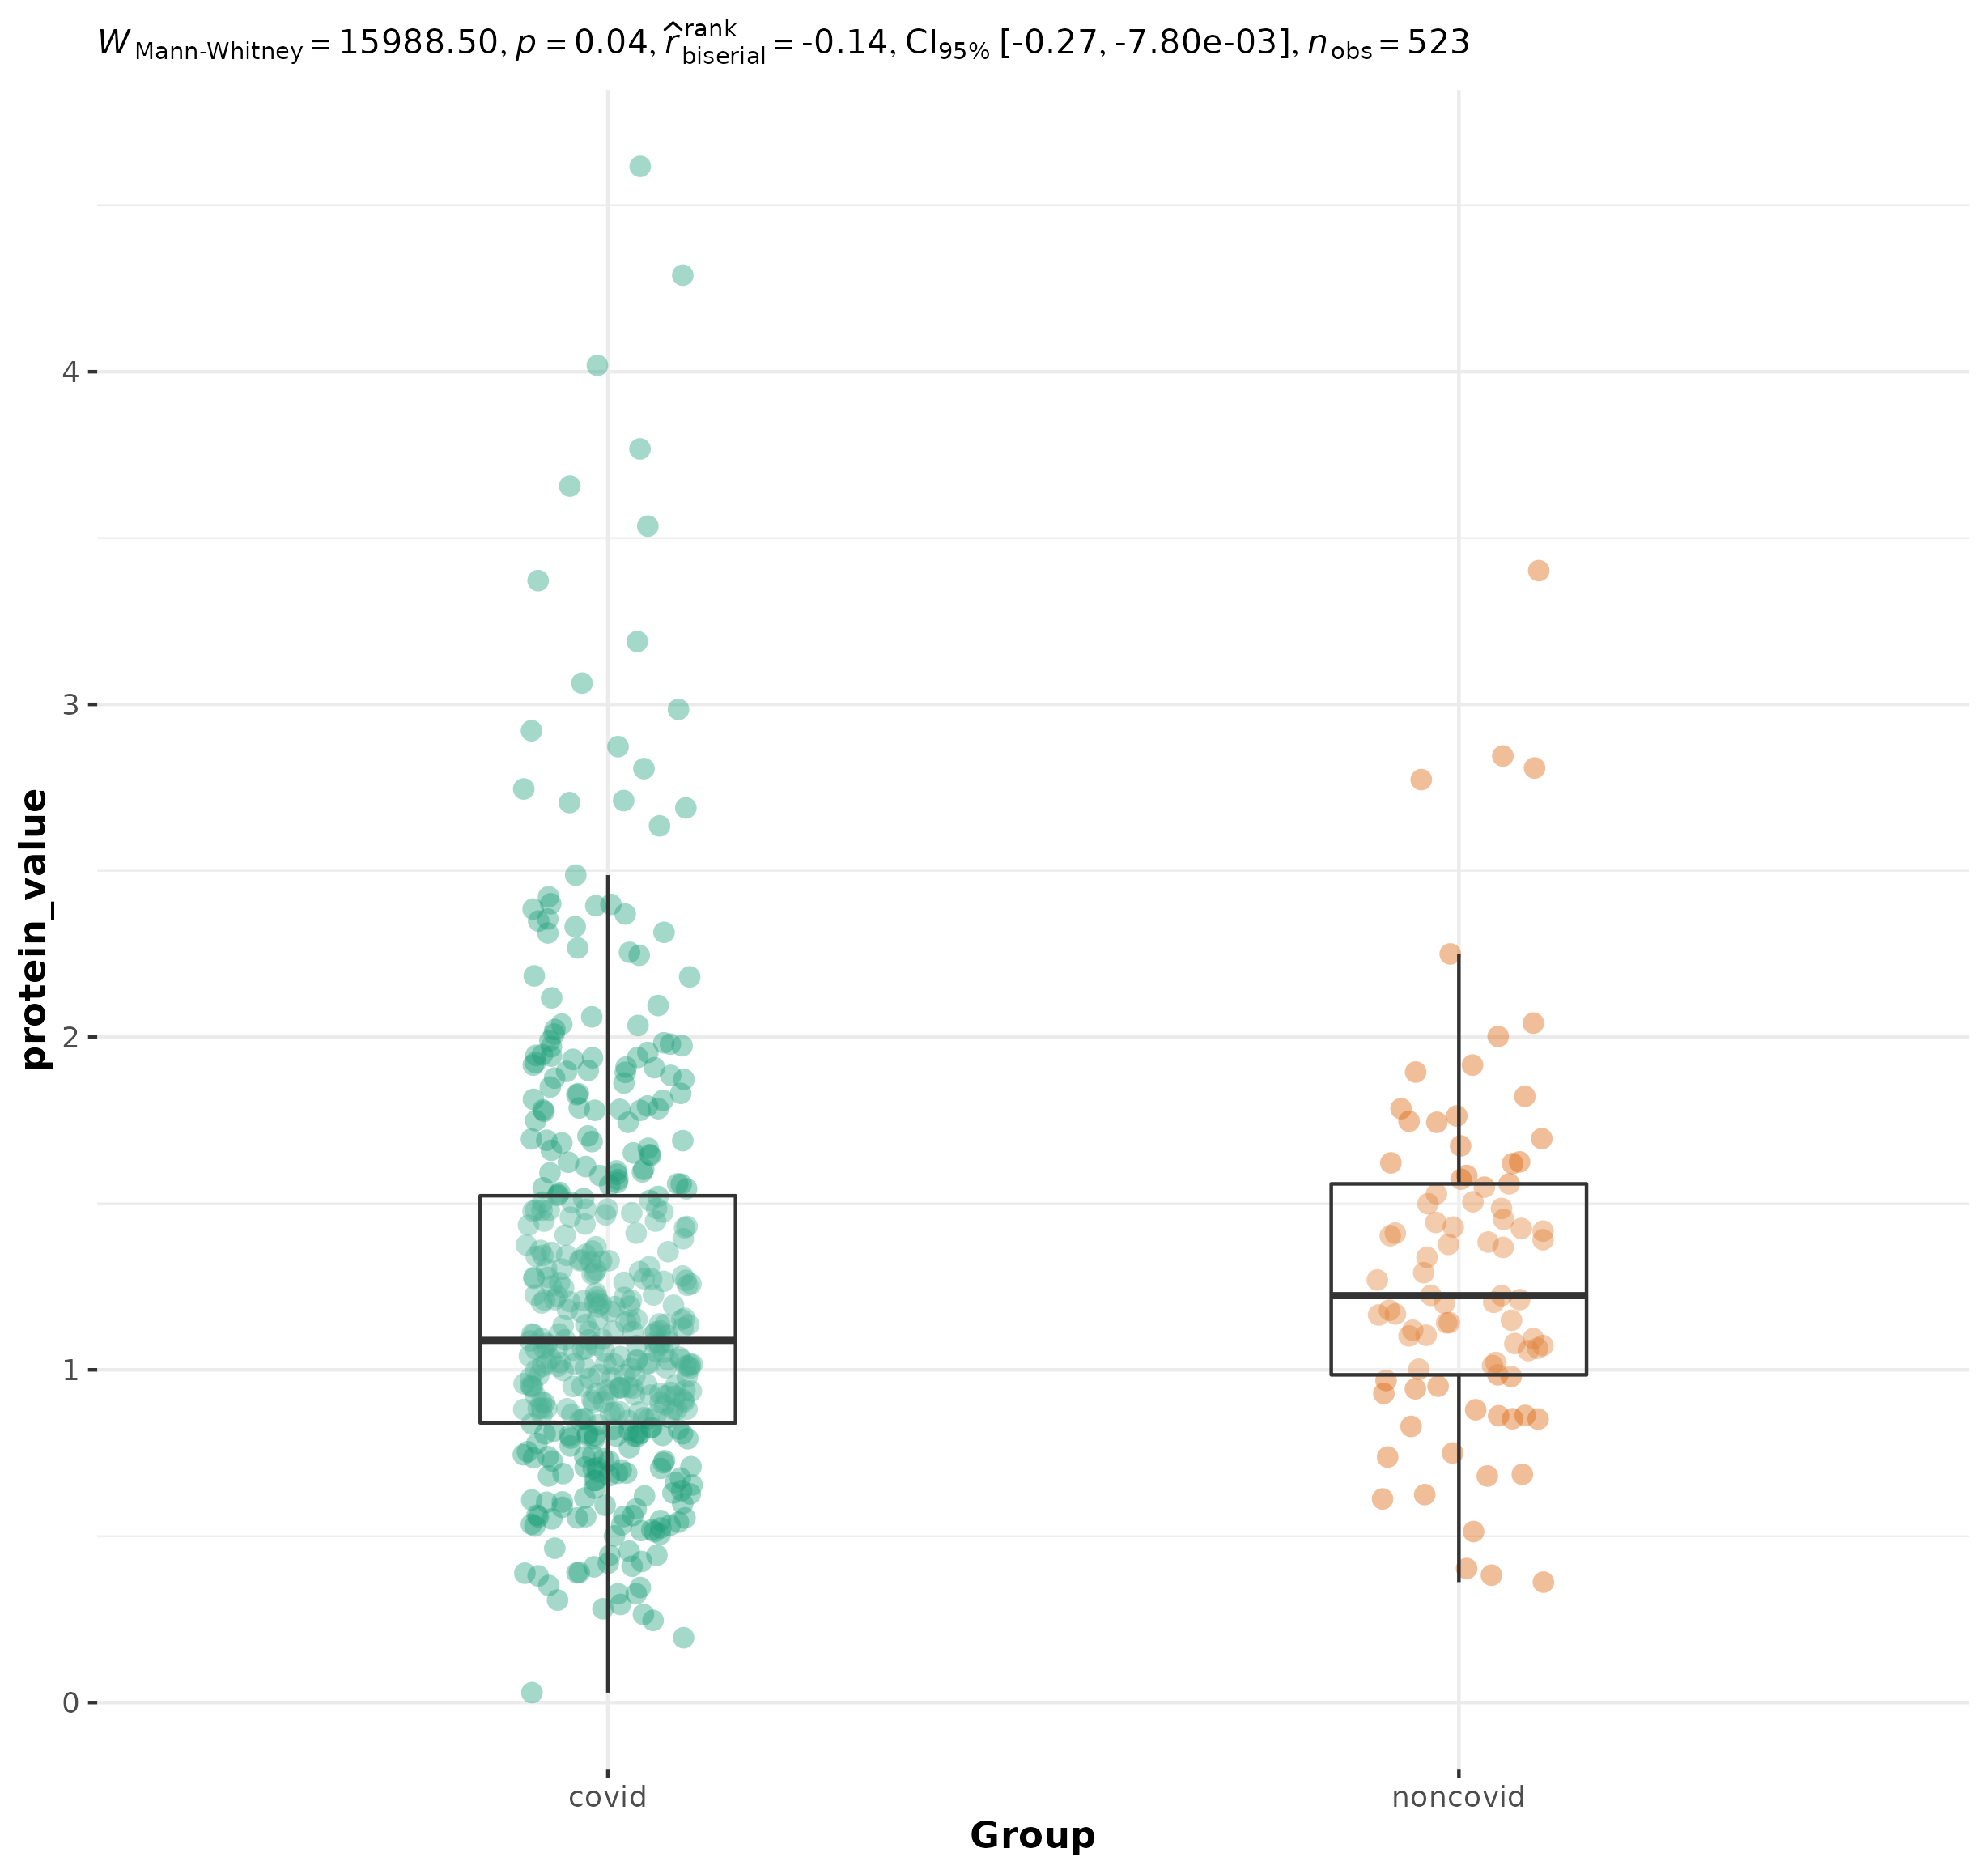 W Mann-Whitney = 15988.50, p = 0.04, r̂ rank biserial = -0.14, CI95% [-0.27, -7.80e-03], nobs = 523
4
3
2
1
0
protein_value
covid noncovid
Group